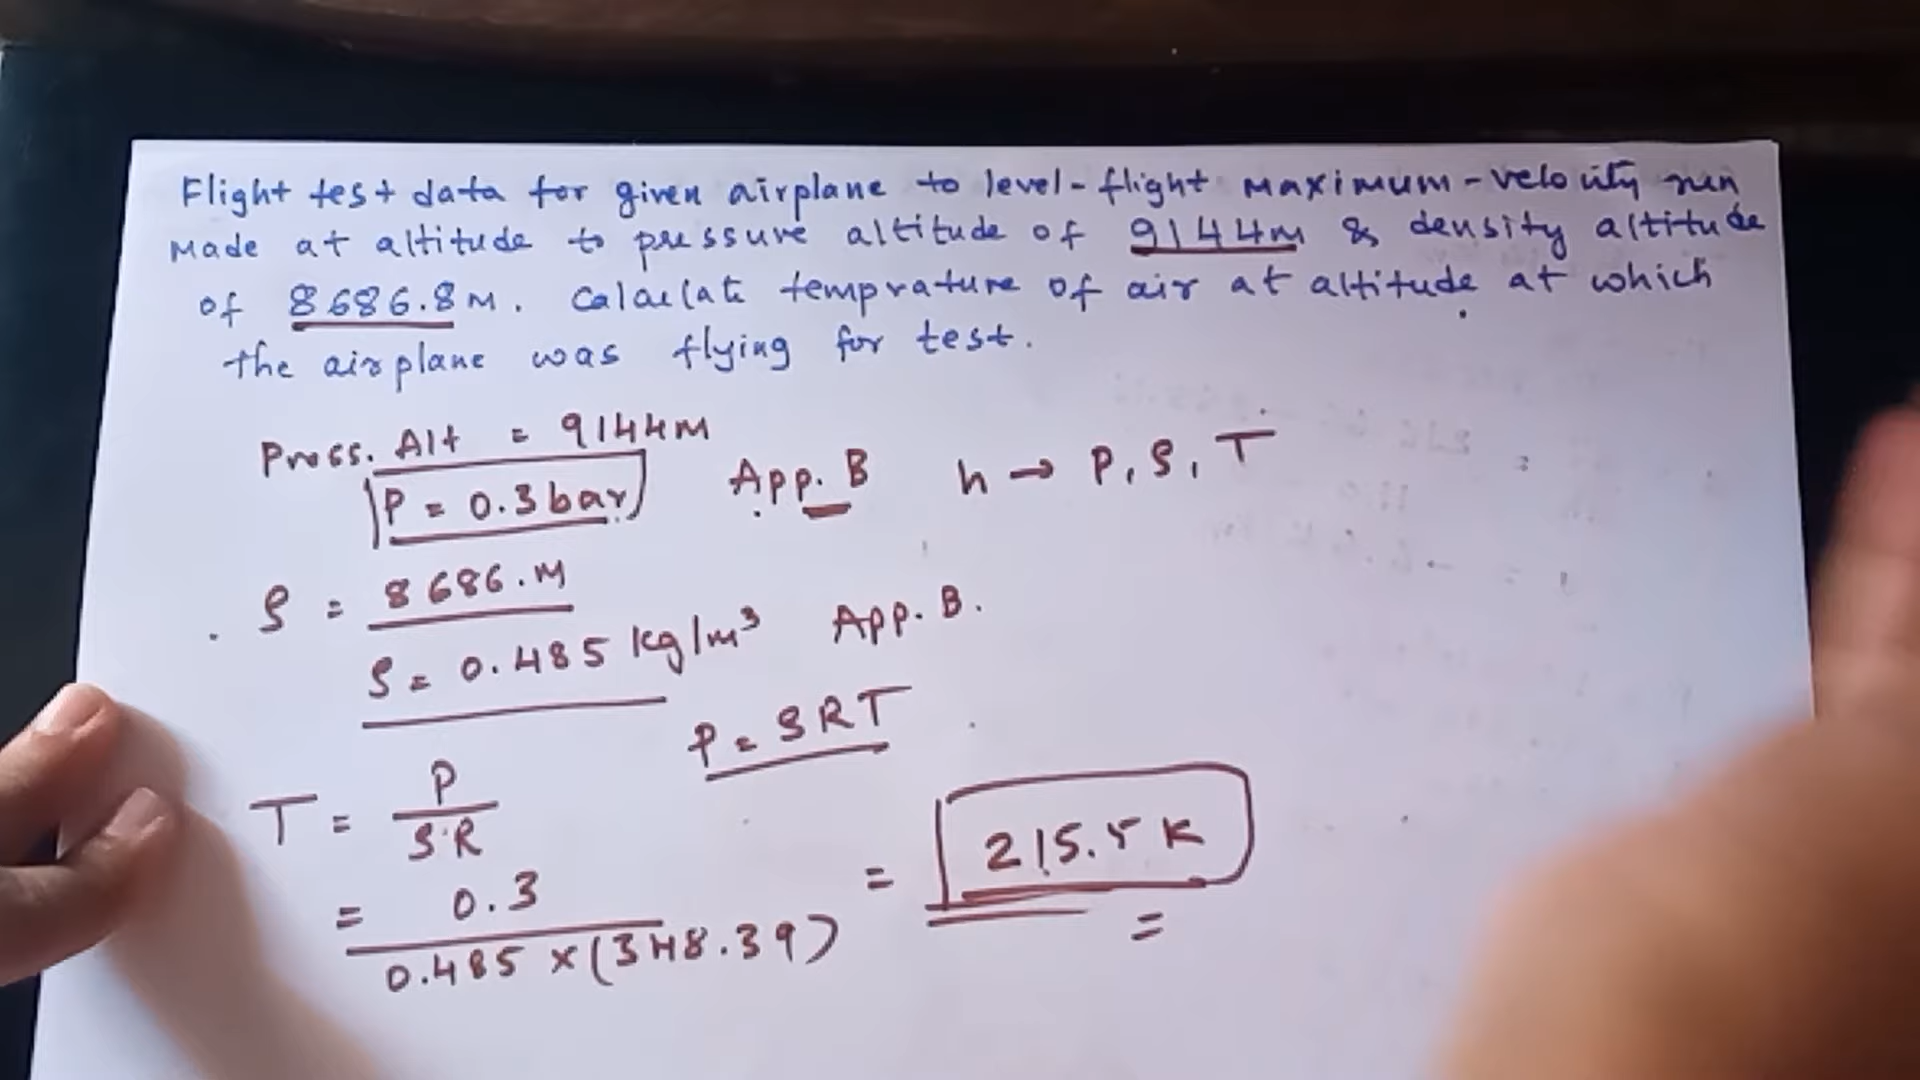 Flight test data for given airplane to level-flight maximum-velocity run
made at altitude to pressure altitude of 9144m & density altitude
of 8686.8m. Calculate temprature of air at altitude at which
the airplane was flying for test.
Press. Alt = 9144m
P = 0.3bar App. B h → P, ρ, T
ρ = 8686.m
ρ = 0.485 kg/m³ App. B.
P = ρRT
T = P / ρ.R
= 0.3 / 0.485 × (348.39) = 215.5 K
=